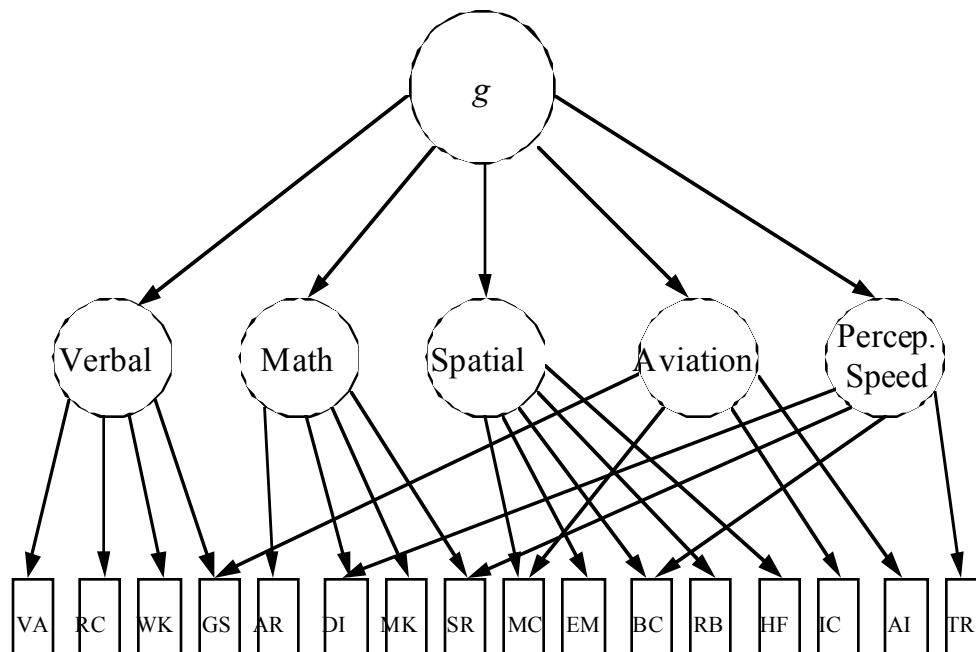 g
Verbal
Math
Spatial
Aviation
Percep.
Speed
VA
RC
WK
GS
AR
DI
MK
SR
MC
EM
BC
RB
HF
IC
AI
TR